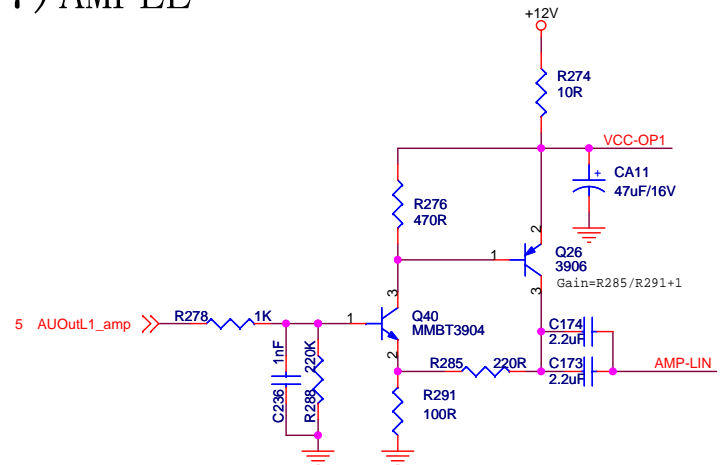 +12V
R274
10R
VCC-OP1
+
CA11
47uF/16V
R276
470R
2
1
Q26
3906
Gain=R285/R291+1
3
3
5 AUOutL1_amp
R278
1K
1
Q40
MMBT3904
C174
2.2uF
2
R285
220R
C173
2.2uF
AMP-LIN
1nF
C236
220K
R288
R291
100R